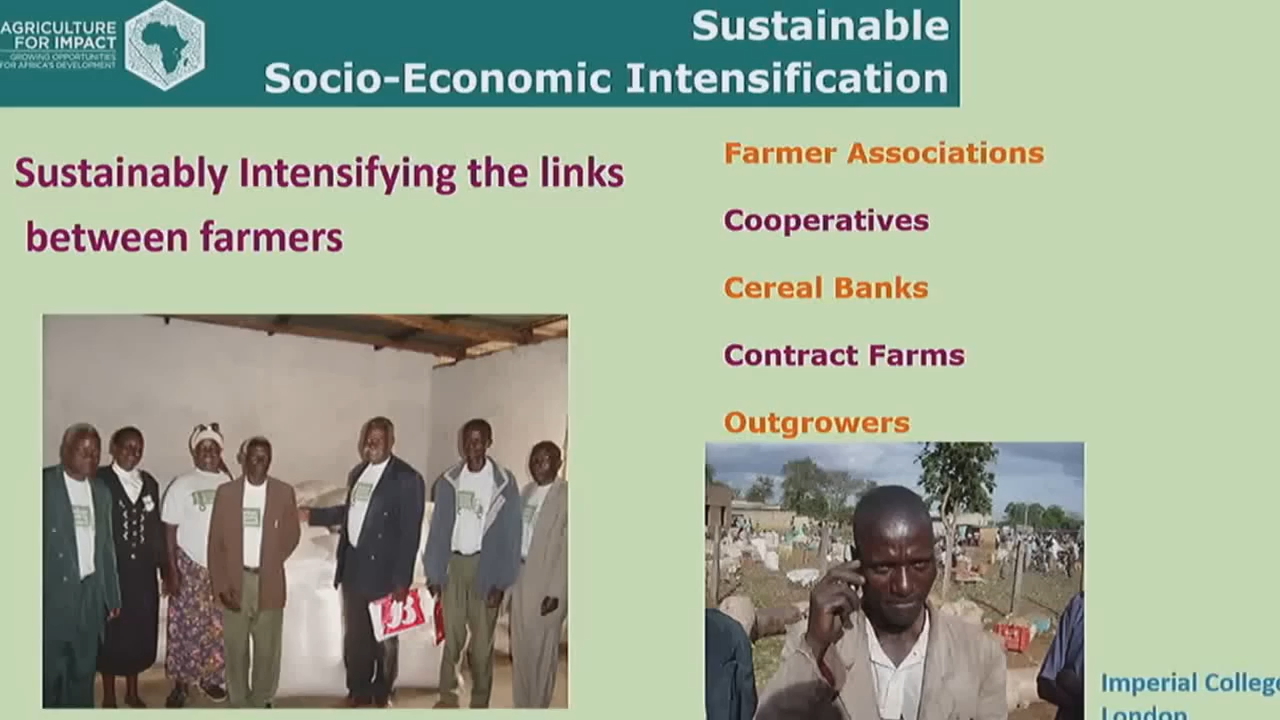 AGRICULTURE
FOR IMPACT
GROWING OPPORTUNITIES
FOR AFRICA'S DEVELOPMENT
Sustainable
Socio-Economic Intensification
Sustainably Intensifying the links
between farmers
Farmer Associations
Cooperatives
Cereal Banks
Contract Farms
Outgrowers
Imperial College
London